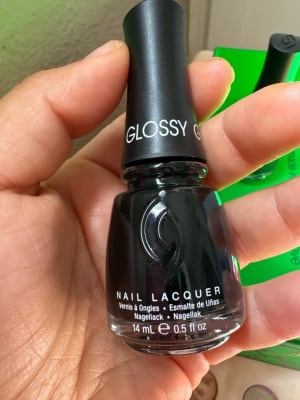 GLOSSY
NAIL LACQUER
Vernis à Ongles • Esmalte de Uñas
Nagellack • Nagellak
14 mL ℮ 0.5 fl oz